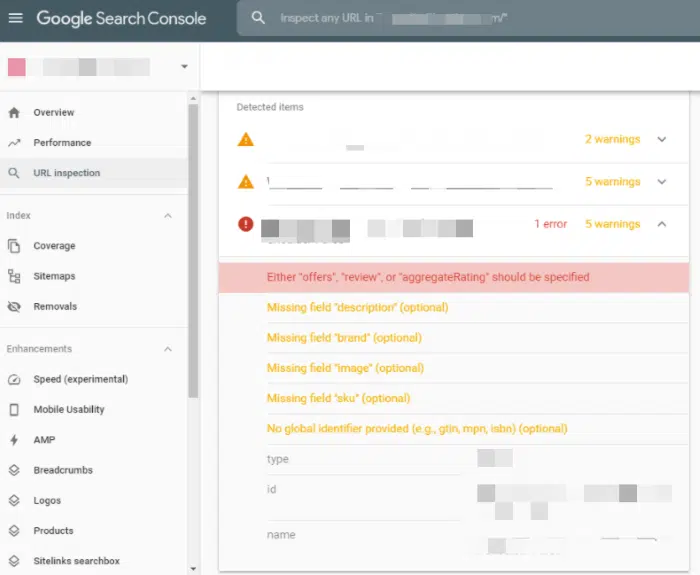 Google Search Console
Inspect any URL in
Overview
Performance
URL inspection
Index
Coverage
Sitemaps
Removals
Enhancements
Speed (experimental)
Mobile Usability
AMP
Breadcrumbs
Logos
Products
Sitelinks searchbox
Detected items
2 warnings
5 warnings
1 error 5 warnings
Either "offers", "review", or "aggregateRating" should be specified
Missing field "description" (optional)
Missing field "brand" (optional)
Missing field "image" (optional)
Missing field "sku" (optional)
No global identifier provided (e.g., gtin, mpn, isbn) (optional)
type
id
name